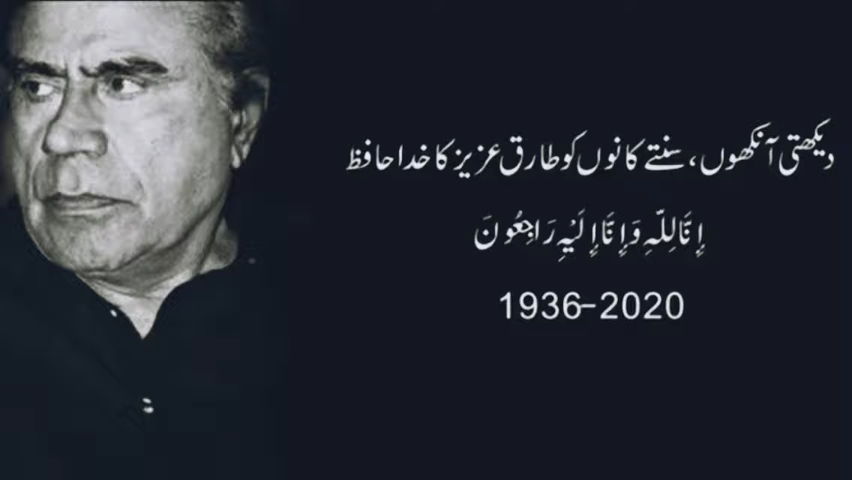 دیکھتی آنکھوں، سنتے کانوں کو طارق عزیز کا خدا حافظ
إِنَّا لِلّٰہِ وَإِنَّا إِلَیْہِ رَاجِعُونَ
1936-2020